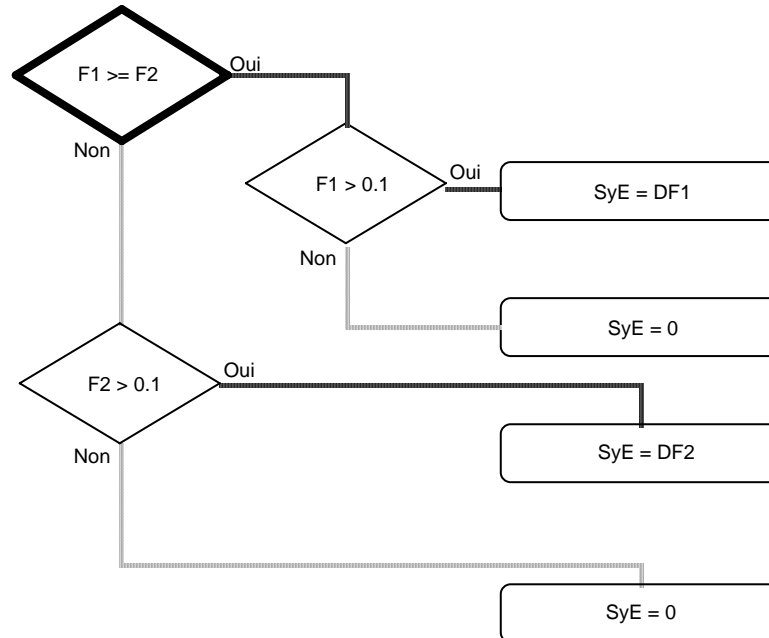 F1 >= F2
Oui
Non
F1 > 0.1
Oui
SyE = DF1
Non
SyE = 0
F2 > 0.1
Oui
SyE = DF2
Non
SyE = 0